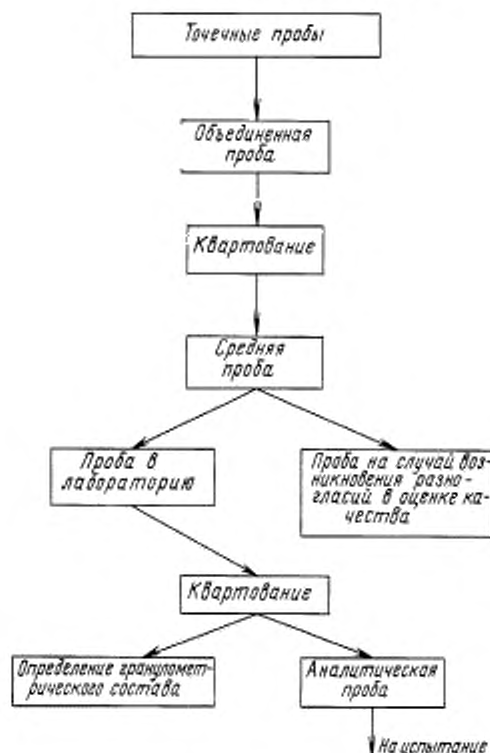 Точечные пробы
Объединенная
проба
Квартование
Средняя
проба
Проба в
лабораторию
Проба на случай воз-
никновения разно-
гласий в оценке ка-
чества
Квартование
Определение грануломет-
рического состава
Аналитическая
проба
На испытание